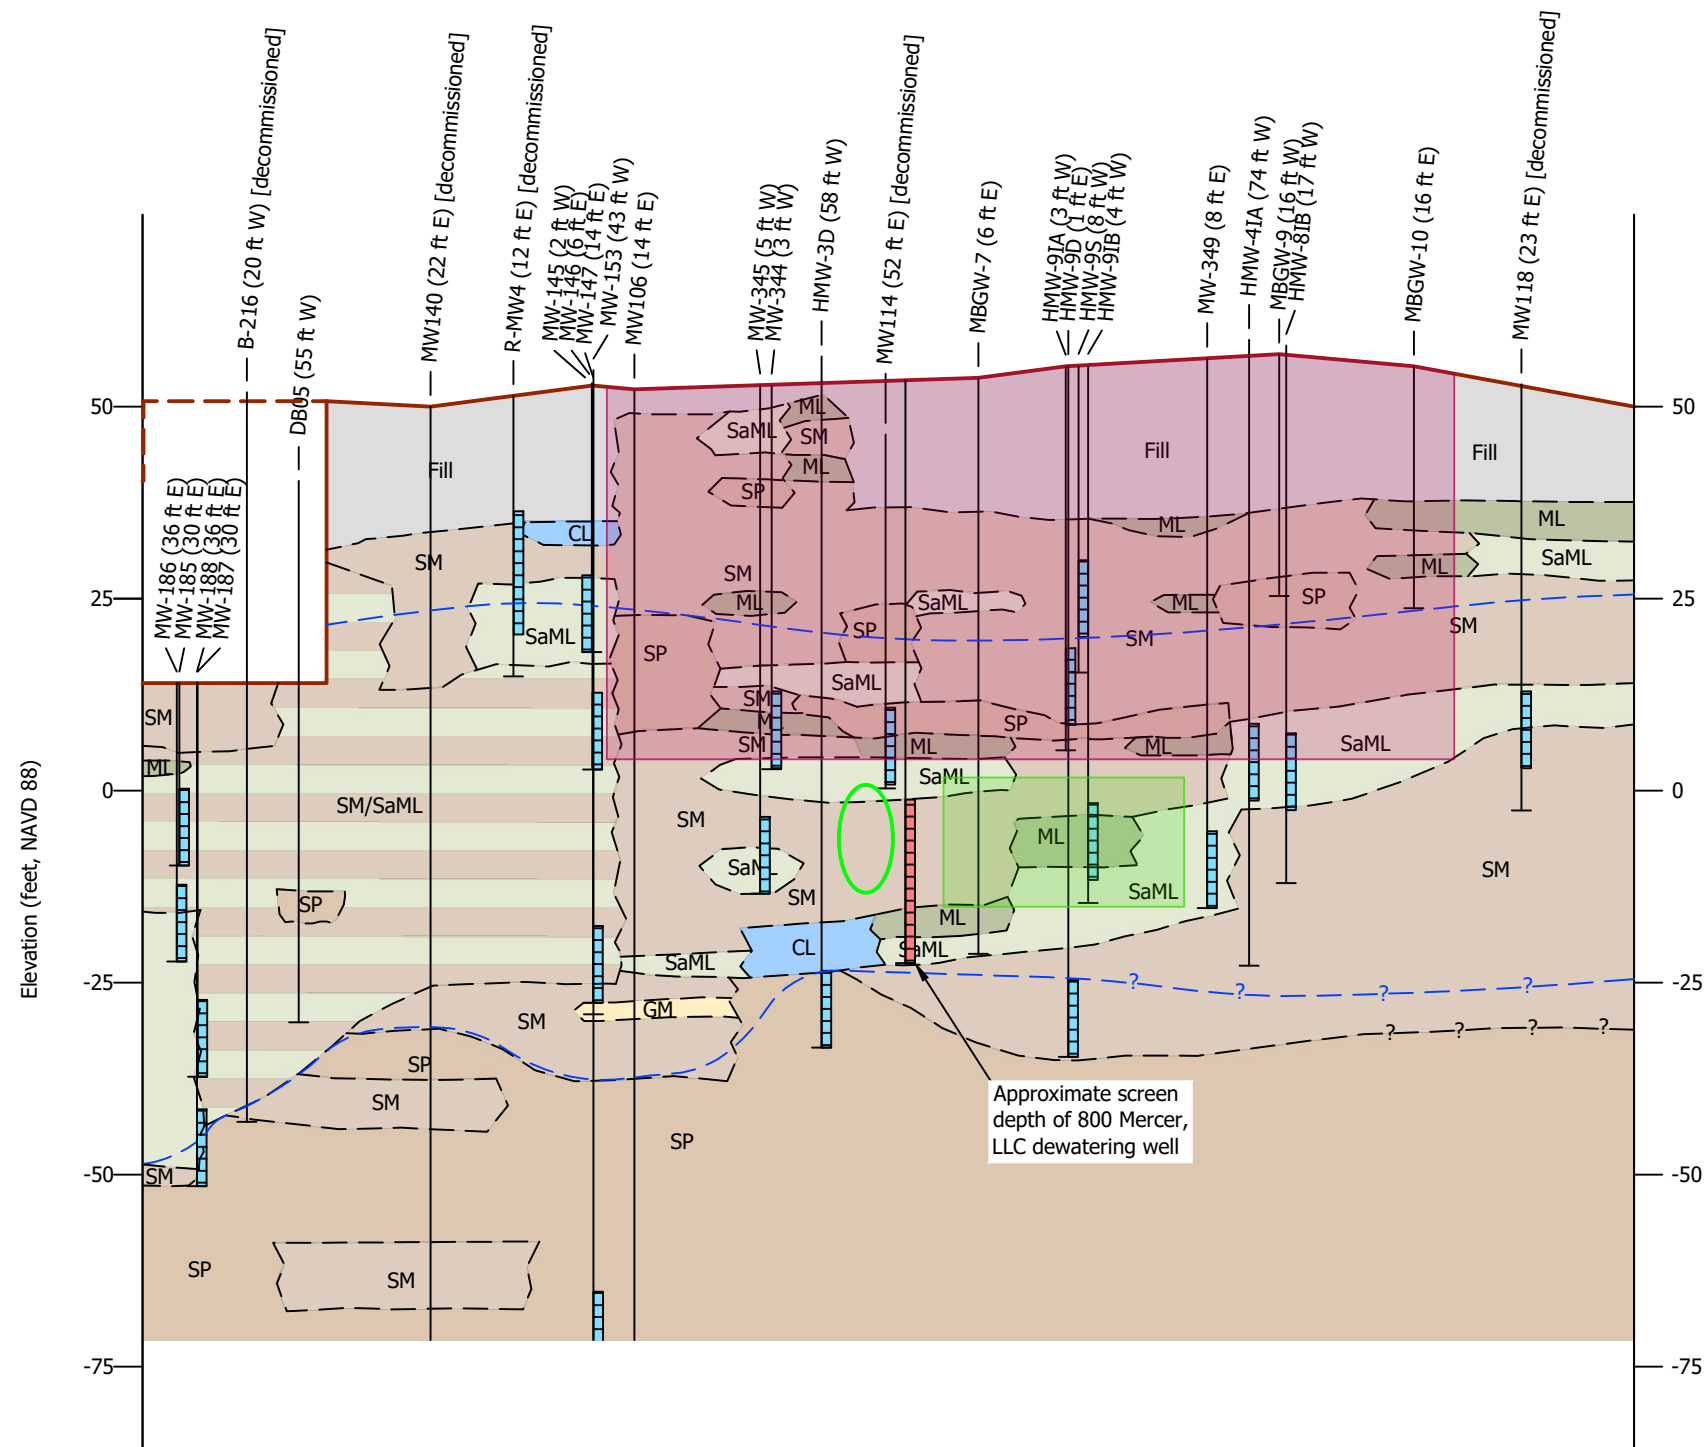 B-216 (20 ft W) [decommissioned]
DB05 (55 ft W)
MW140 (22 ft E) [decommissioned]
R-MW4 (12 ft E) [decommissioned]
MW-145 (2 ft W)
MW-146 (6 ft E)
MW-147 (14 ft E)
MW-153 (43 ft W)
MW106 (14 ft E)
MW-345 (5 ft W)
MW-344 (3 ft W)
HMW-3D (58 ft W)
MW114 (52 ft E) [decommissioned]
MBGW-7 (6 ft E)
HMW-9IA (3 ft W)
HMW-9D (1 ft E)
HMW-9S (8 ft W)
HMW-9IB (4 ft W)
MW-349 (8 ft E)
HMW-4IA (74 ft W)
MBGW-9 (16 ft W)
HMW-8IB (17 ft W)
MBGW-10 (16 ft E)
MW118 (23 ft E) [decommissioned]
MW-186 (36 ft E)
MW-185 (30 ft E)
MW-188 (36 ft E)
MW-187 (30 ft E)
Elevation (feet, NAVD 88)
50
25
0
-25
-50
-75
50
25
0
-25
-50
-75
ML
SaML
SM
Fill
Fill
Fill
ML
SP
ML
ML
CL
SM
SM
SaML
ML
ML
SaML
ML
SP
SaML
SP
SM
SM
SP
SaML
SM
SM
SP
ML
SM
ML
ML
SaML
ML
SaML
SM/SaML
SM
ML
SaML
SM
SaML
SM
SP
ML
CL
SaML
SaML
GM
SM
? ? ? ?
? ? ? ?
SP
SM
Approximate screen
depth of 800 Mercer,
LLC dewatering well
SP
SM
SP
SM